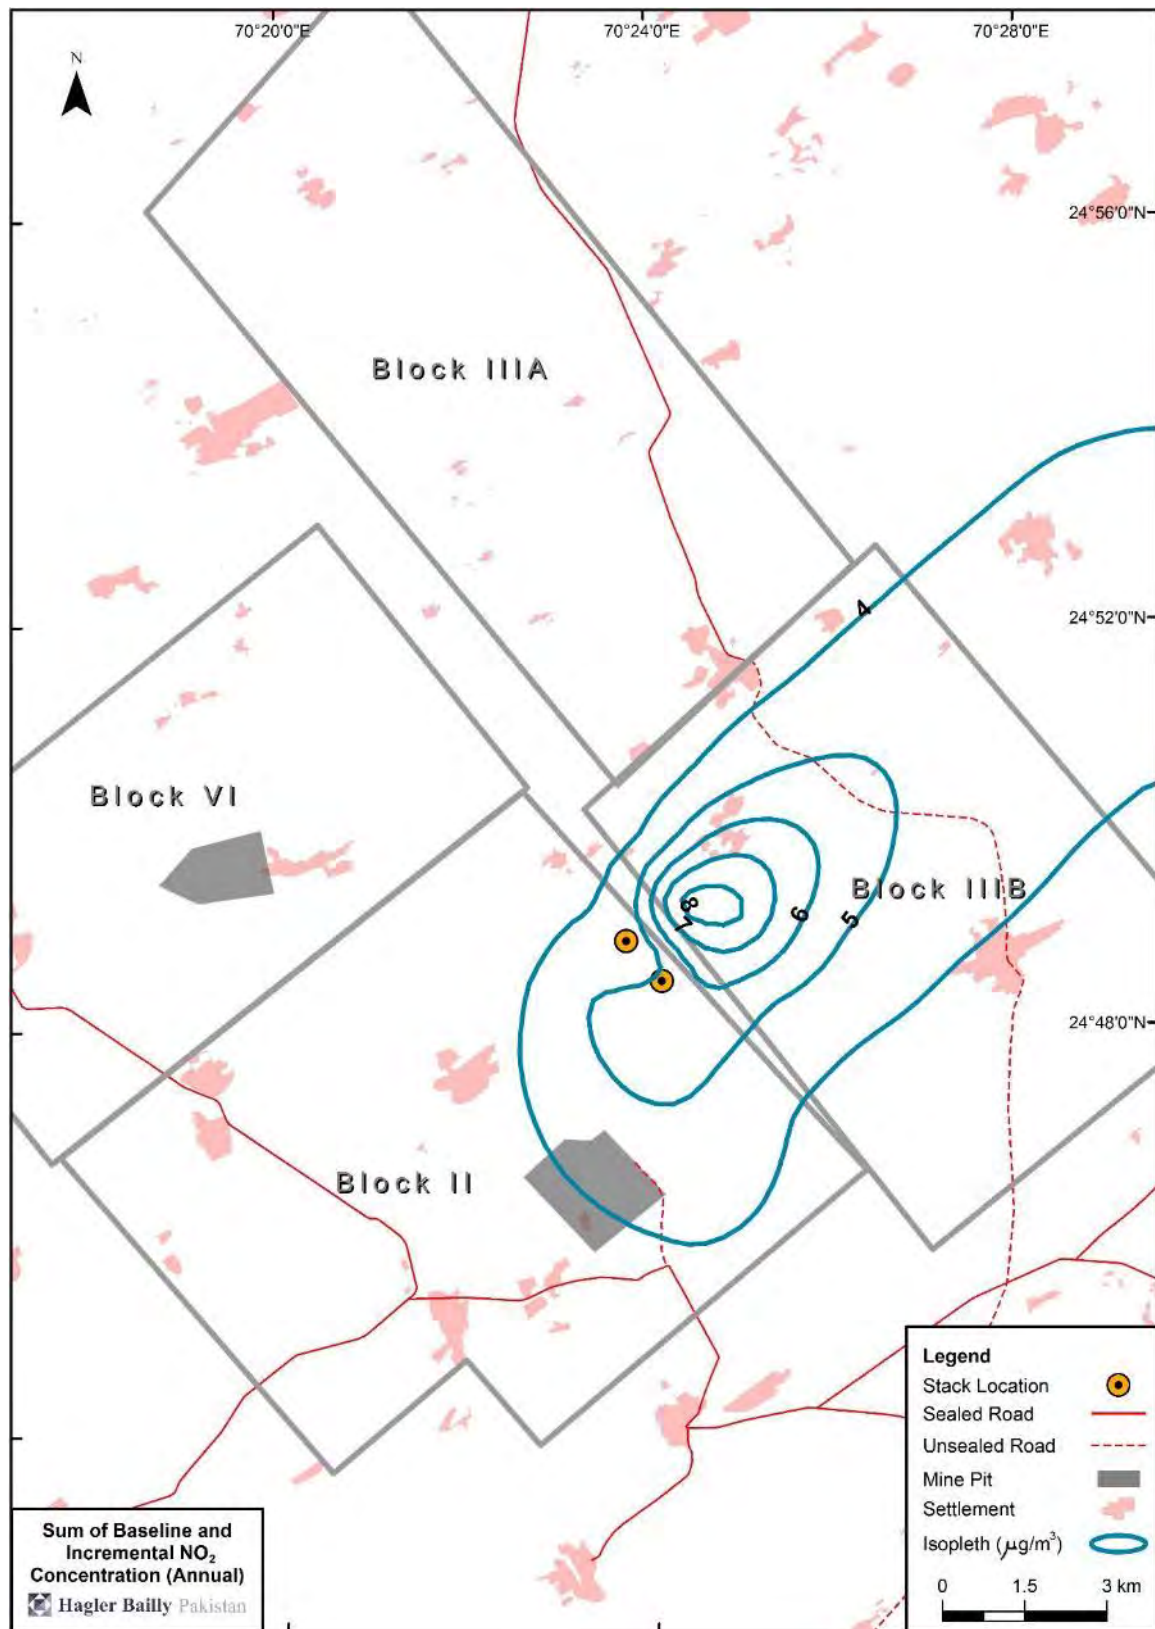 70°20'0"E
70°24'0"E
70°28'0"E
N
24°56'0"N
Block IIIA
4
24°52'0"N
Block VI
Block IIIB
8
7
6
5
24°48'0"N
Block II
Legend
Stack Location
Sealed Road
Unsealed Road
Mine Pit
Settlement
Isopleth (µg/m³)
0 1.5 3 km
Sum of Baseline and
Incremental NO₂
Concentration (Annual)
Hagler Bailly Pakistan